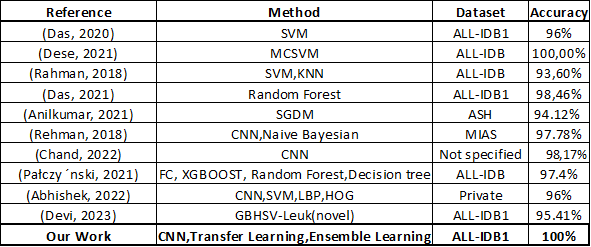 Reference Method Dataset Accuracy
(Das, 2020) SVM ALL-IDB1 96%
(Dese, 2021) MCSVM ALL-IDB 100,00%
(Rahman, 2018) SVM,KNN ALL-IDB 93,60%
(Das, 2021) Random Forest ALL-IDB1 98,46%
(Anilkumar, 2021) SGDM ASH 94.12%
(Rehman, 2018) CNN,Naive Bayesian MIAS 97.78%
(Chand, 2022) CNN Not specified 98,17%
(Pałczy ´nski, 2021) FC, XGBOOST, Random Forest,Decision tree ALL-IDB 97.4%
(Abhishek, 2022) CNN,SVM,LBP,HOG Private 96%
(Devi, 2023) GBHSV-Leuk(novel) ALL-IDB1 95.41%
Our Work CNN,Transfer Learning,Ensemble Learning ALL-IDB1 100%